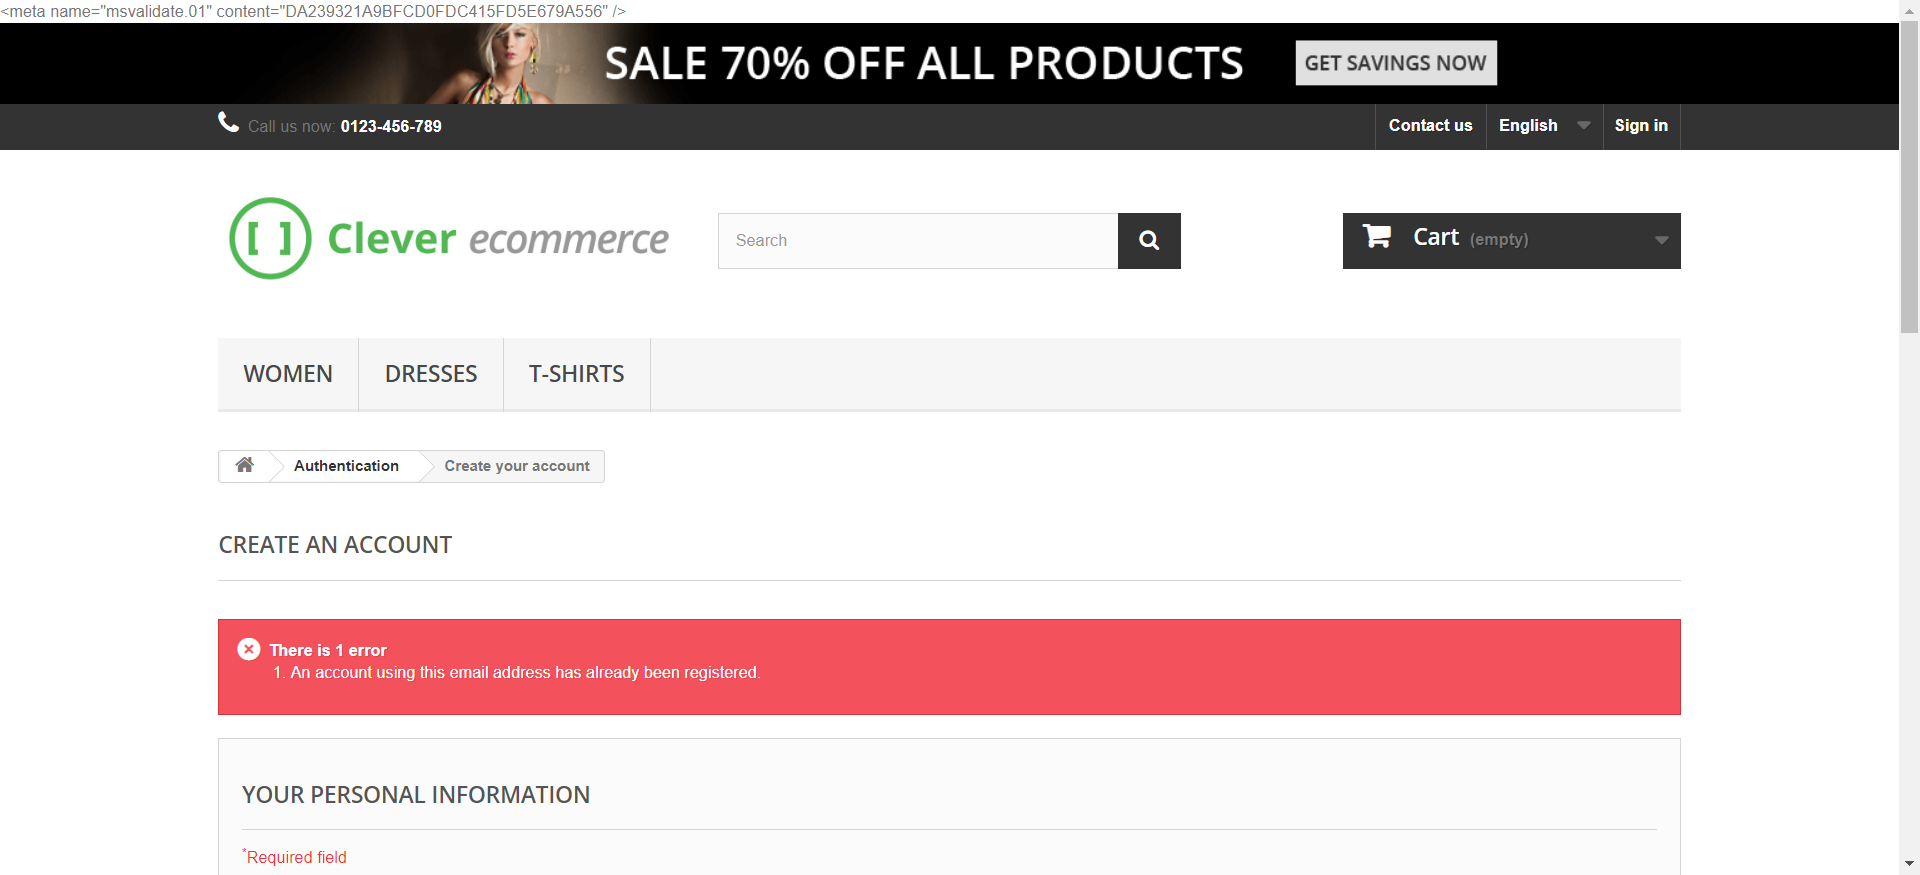 <meta name="msvalidate.01" content="DA239321A9BFCD0FDC415FD5E679A556" />
SALE 70% OFF ALL PRODUCTS GET SAVINGS NOW
Call us now: 0123-456-789 Contact us English Sign in
[ ] Clever ecommerce Search Cart (empty)
WOMEN DRESSES T-SHIRTS
Authentication Create your account
CREATE AN ACCOUNT
There is 1 error
1. An account using this email address has already been registered.
YOUR PERSONAL INFORMATION
*Required field